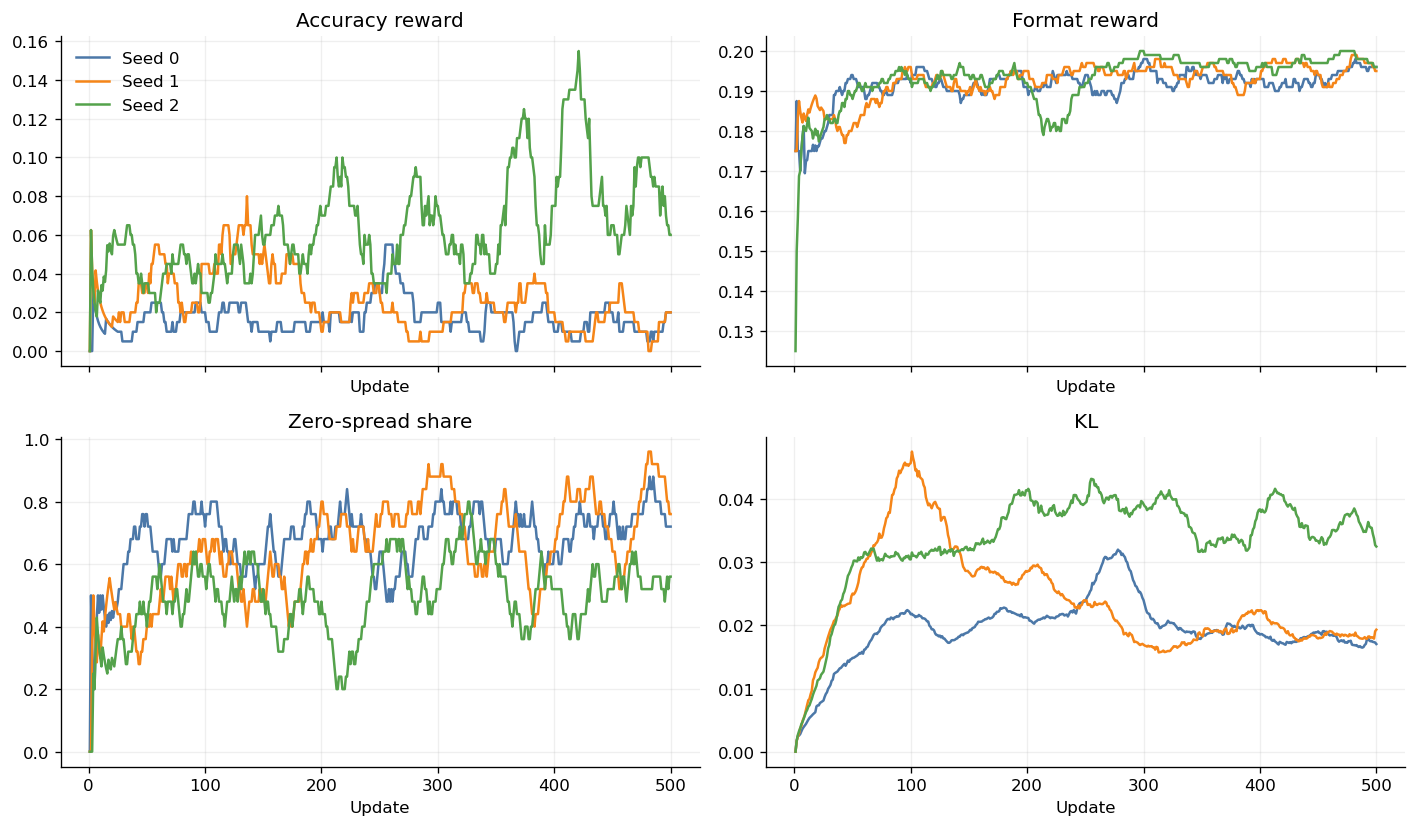 Accuracy reward
0.16
0.14
0.12
0.10
0.08
0.06
0.04
0.02
0.00
Seed 0
Seed 1
Seed 2
Update
Format reward
0.20
0.19
0.18
0.17
0.16
0.15
0.14
0.13
Update
Zero-spread share
1.0
0.8
0.6
0.4
0.2
0.0
0 100 200 300 400 500
Update
KL
0.04
0.03
0.02
0.01
0.00
0 100 200 300 400 500
Update